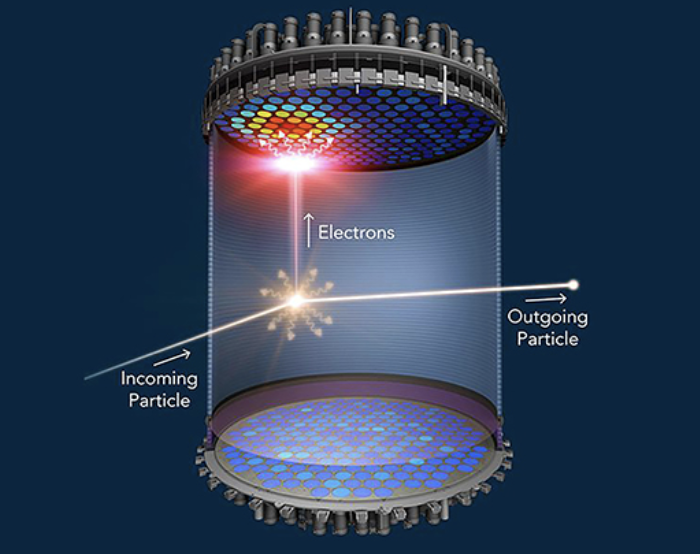 Electrons
Outgoing
Particle
Incoming
Particle